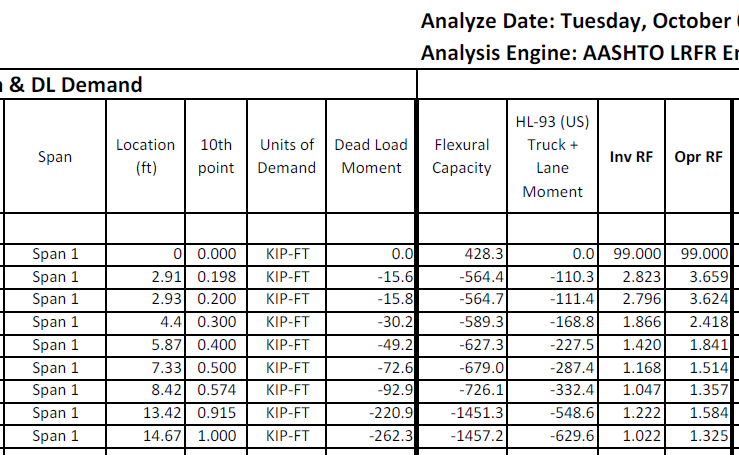 Analyze Date: Tuesday, October
Analysis Engine: AASHTO LRFR
& DL Demand
Span Location (ft) 10th point Units of Demand Dead Load Moment Flexural Capacity HL-93 (US) Truck + Lane Moment Inv RF Opr RF
Span 1 0 0.000 KIP-FT 0.0 428.3 0.0 99.000 99.000
Span 1 2.91 0.198 KIP-FT -15.6 -564.4 -110.3 2.823 3.659
Span 1 2.93 0.200 KIP-FT -15.8 -564.7 -111.4 2.796 3.624
Span 1 4.4 0.300 KIP-FT -30.2 -589.3 -168.8 1.866 2.418
Span 1 5.87 0.400 KIP-FT -49.2 -627.3 -227.5 1.420 1.841
Span 1 7.33 0.500 KIP-FT -72.6 -679.0 -287.4 1.168 1.514
Span 1 8.42 0.574 KIP-FT -92.9 -726.1 -332.4 1.047 1.357
Span 1 13.42 0.915 KIP-FT -220.9 -1451.3 -548.6 1.222 1.584
Span 1 14.67 1.000 KIP-FT -262.3 -1457.2 -629.6 1.022 1.325